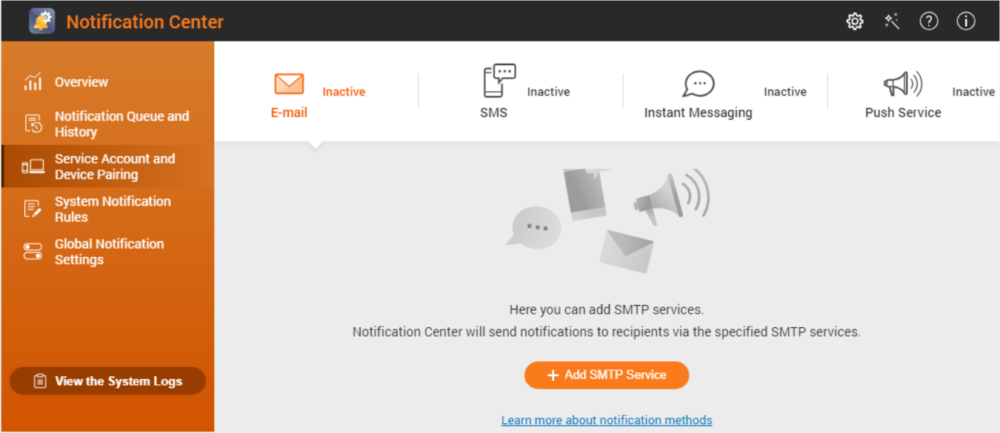 Notification Center
Overview
Notification Queue and
History
Service Account and
Device Pairing
System Notification
Rules
Global Notification
Settings
View the System Logs
E-mail
Inactive
SMS
Inactive
Instant Messaging
Inactive
Push Service
Inactive
Here you can add SMTP services.
Notification Center will send notifications to recipients via the specified SMTP services.
+ Add SMTP Service
Learn more about notification methods